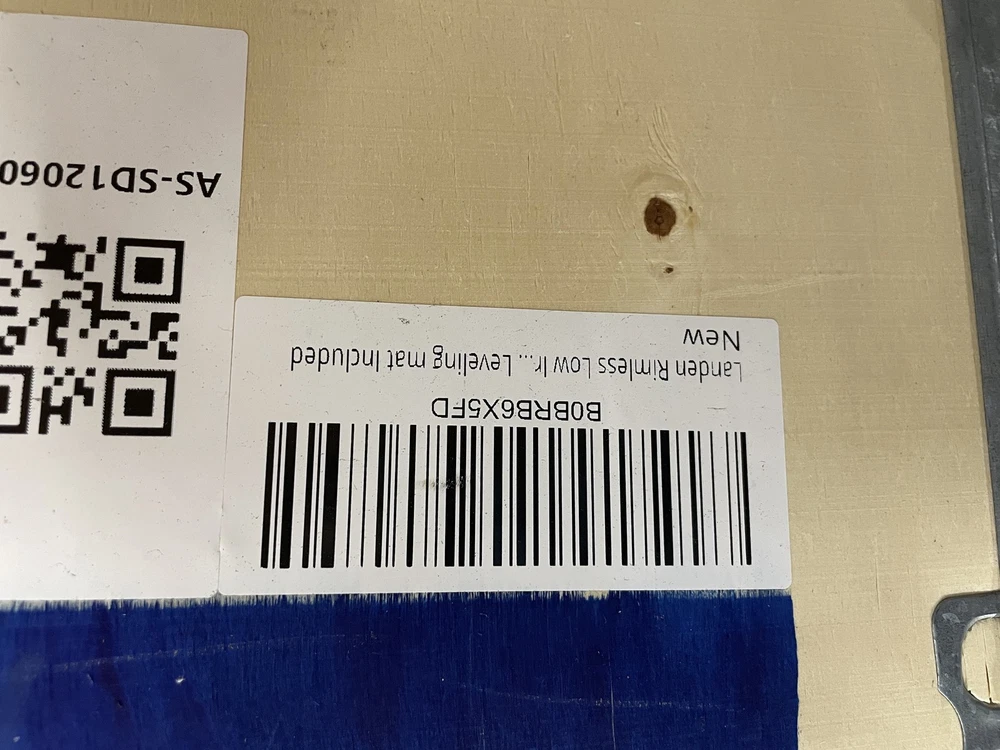 AS-SD12060
B0BRB6X5FD
Landen Rimless Low Ir... Leveling mat Included
New